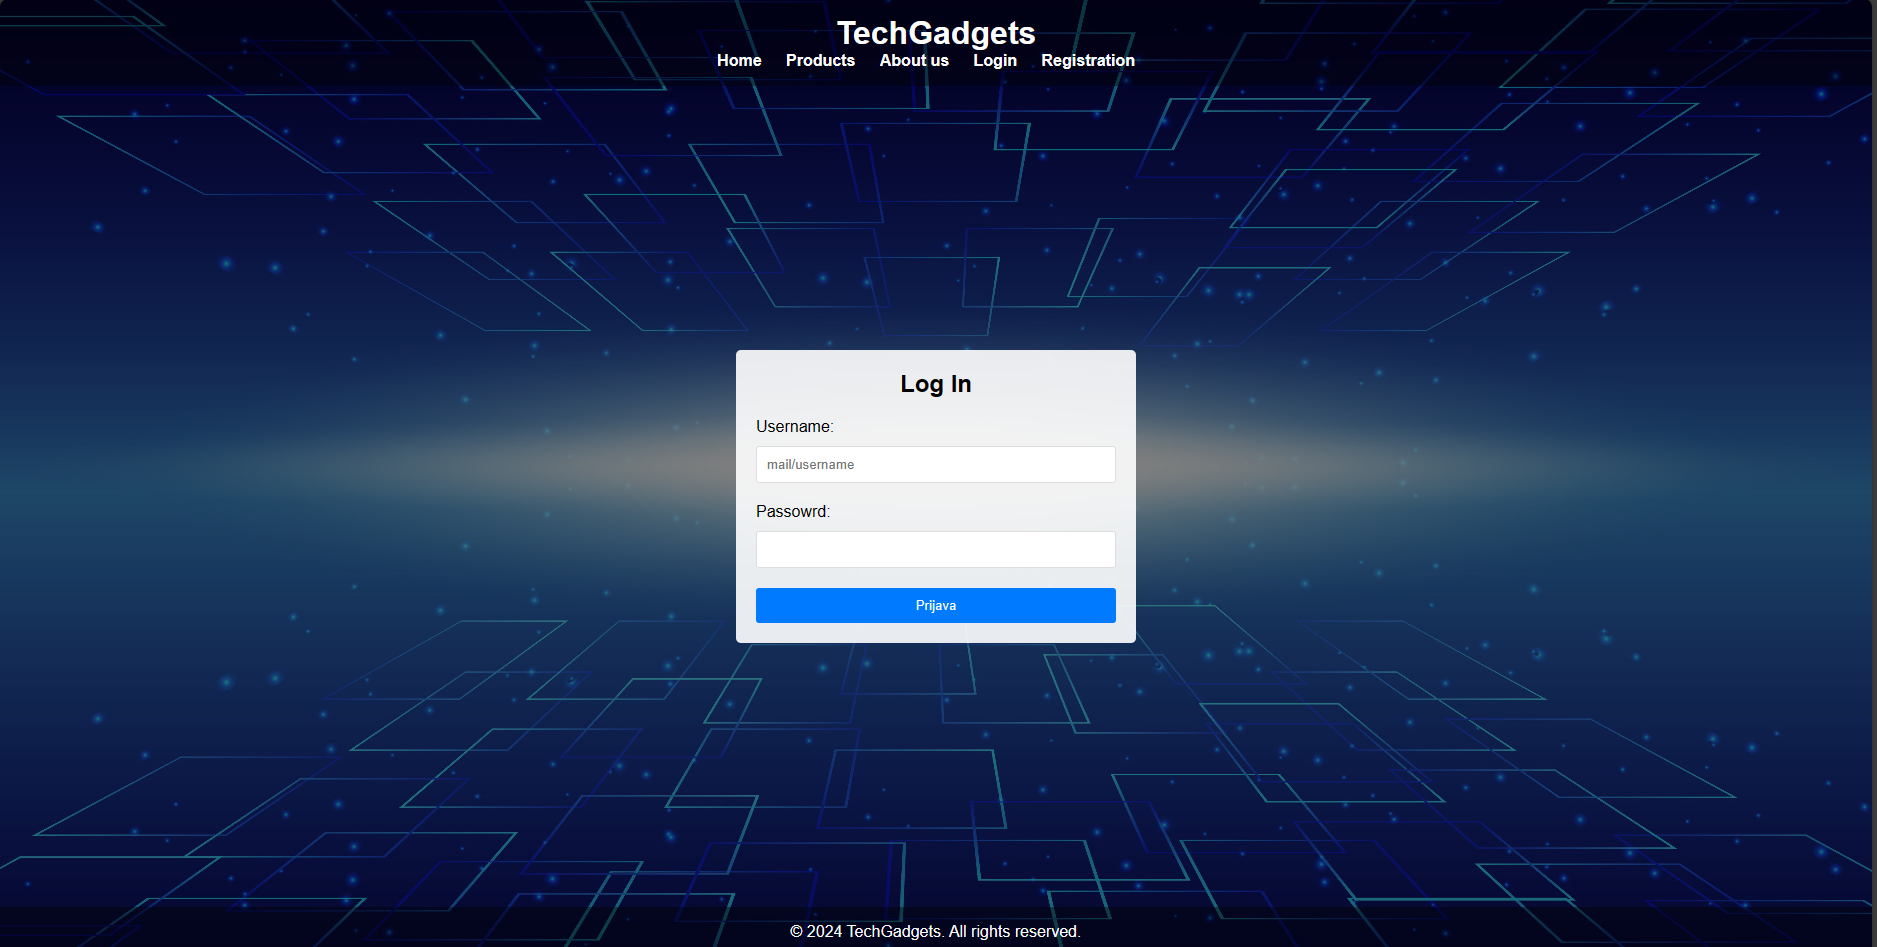 TechGadgets
Home Products About us Login Registration
Log In
Username:
mail/username
Passowrd:
Prijava
© 2024 TechGadgets. All rights reserved.